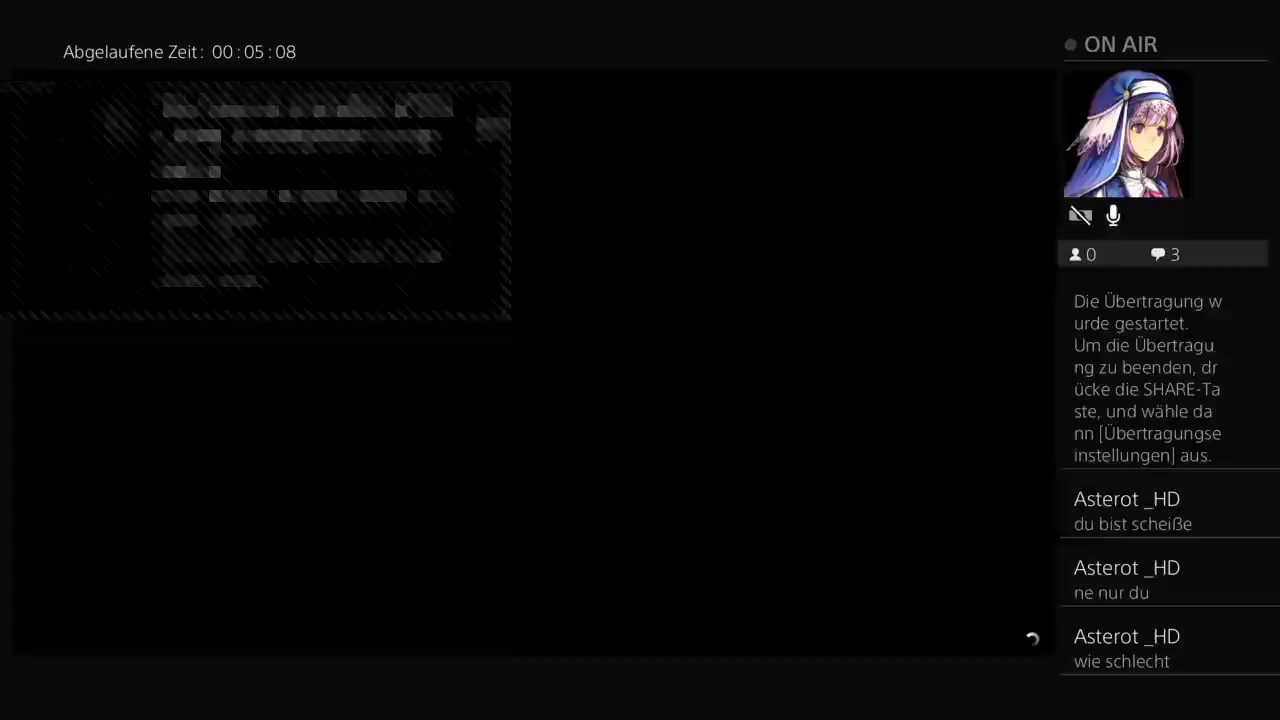 Abgelaufene Zeit: 00:05:08
ON AIR
0 3
Die Übertragung w
urde gestartet.
Um die Übertragu
ng zu beenden, dr
ücke die SHARE-Ta
ste, und wähle da
nn [Übertragungse
instellungen] aus.
Asterot _HD
du bist scheiße
Asterot _HD
ne nur du
Asterot _HD
wie schlecht